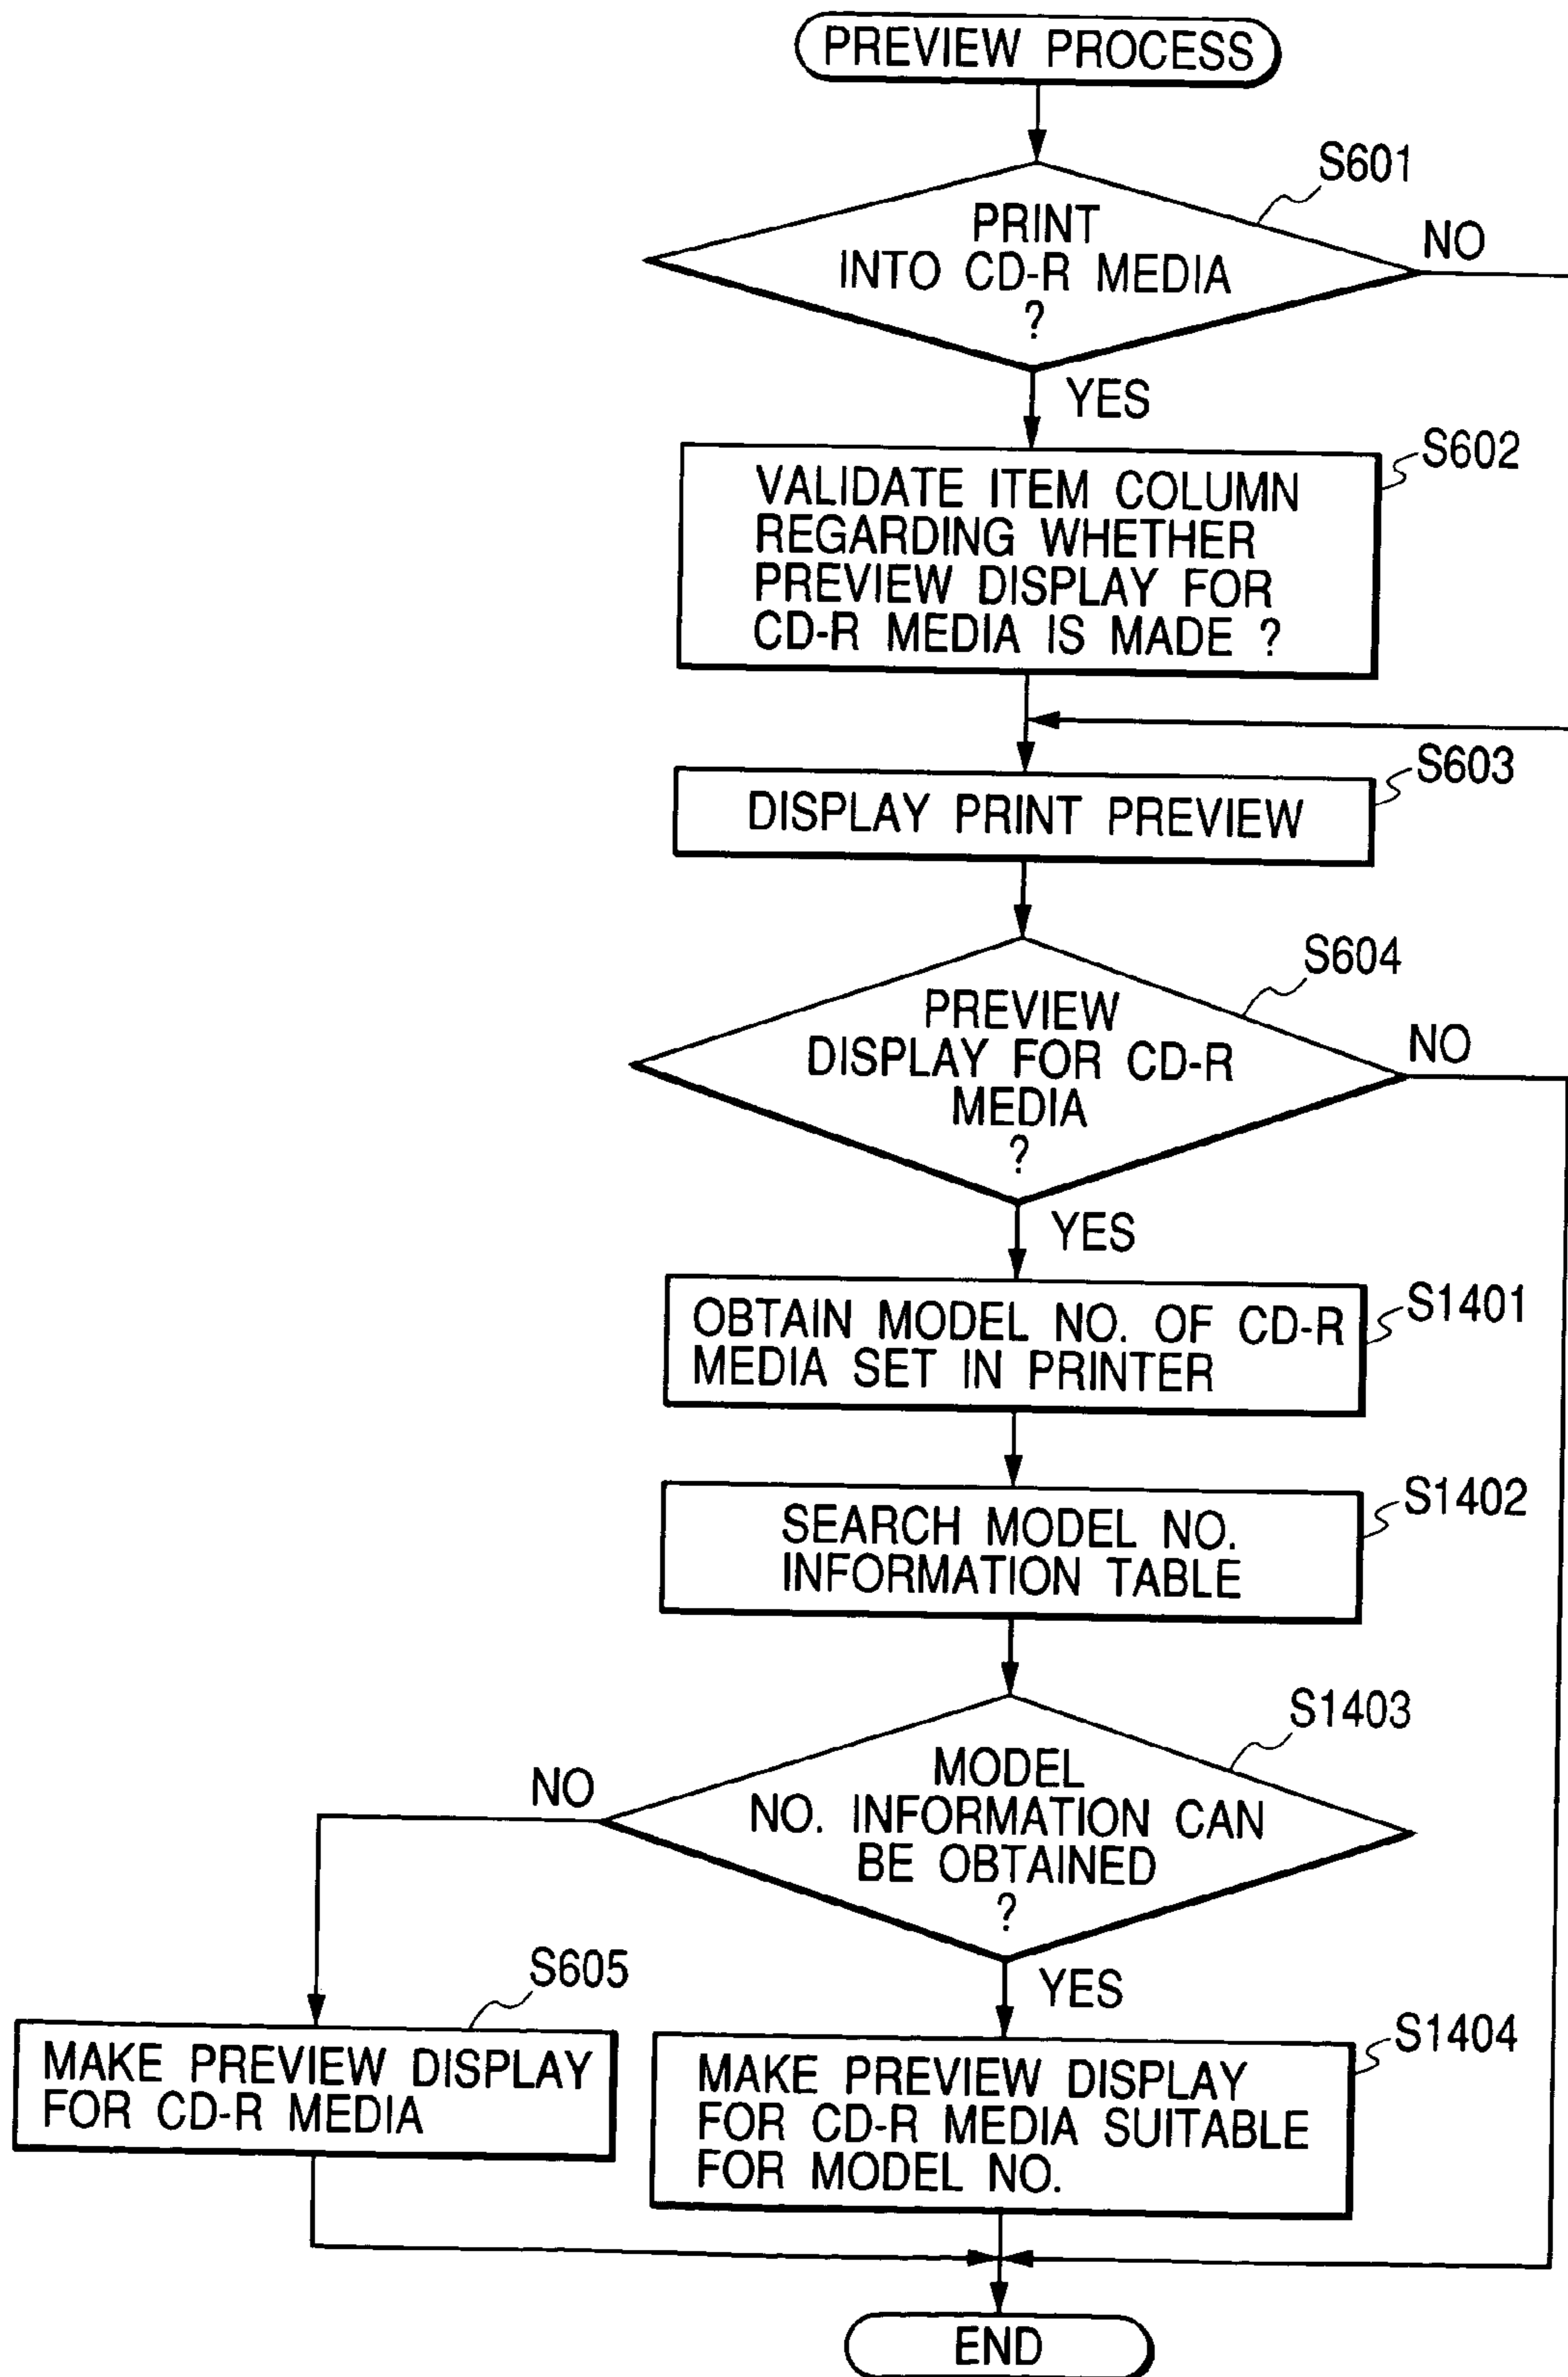 PREVIEW PROCESS
S601
PRINT
INTO CD-R MEDIA
?
NO
YES
S602
VALIDATE ITEM COLUMN
REGARDING WHETHER
PREVIEW DISPLAY FOR
CD-R MEDIA IS MADE ?
S603
DISPLAY PRINT PREVIEW
S604
PREVIEW
DISPLAY FOR CD-R
MEDIA
?
NO
YES
S1401
OBTAIN MODEL NO. OF CD-R
MEDIA SET IN PRINTER
S1402
SEARCH MODEL NO.
INFORMATION TABLE
S1403
MODEL
NO. INFORMATION CAN
BE OBTAINED
?
NO
YES
S605
MAKE PREVIEW DISPLAY
FOR CD-R MEDIA
S1404
MAKE PREVIEW DISPLAY
FOR CD-R MEDIA SUITABLE
FOR MODEL NO.
END